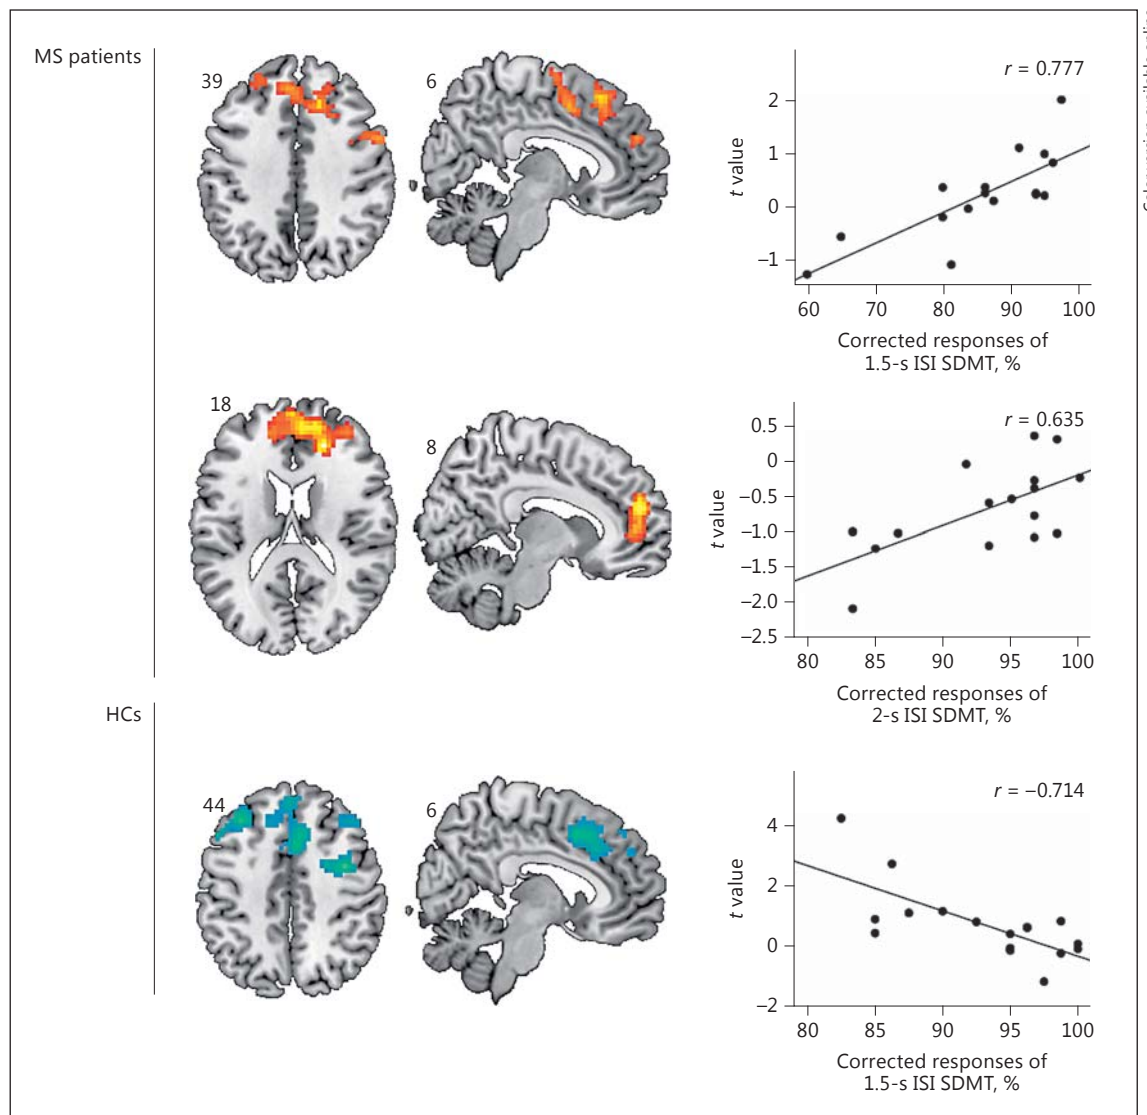 MS patients
39
6
r = 0.777
2
1
0
–1
t value
60
70
80
90
100
Corrected responses of
1.5-s ISI SDMT, %
18
8
r = 0.635
0.5
0
–0.5
–1.0
–1.5
–2.0
–2.5
t value
80
85
90
95
100
Corrected responses of
2-s ISI SDMT, %
HCs
44
6
r = –0.714
4
2
0
–2
t value
80
85
90
95
100
Corrected responses of
1.5-s ISI SDMT, %